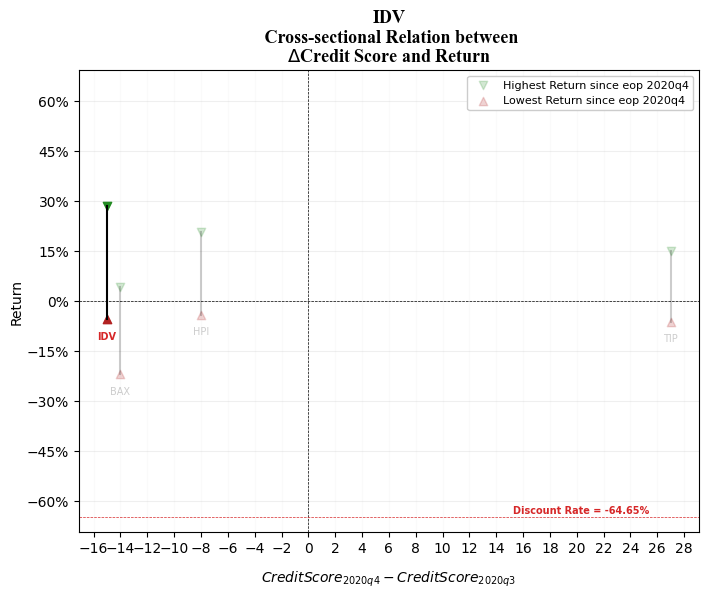 IDV
Cross-sectional Relation between
ΔCredit Score and Return
Highest Return since eop 2020q4
Lowest Return since eop 2020q4
60%
45%
30%
15%
0%
−15%
−30%
−45%
−60%
Return
IDV
BAX
HPI
TIP
Discount Rate = -64.65%
−16 −14 −12 −10 −8 −6 −4 −2 0 2 4 6 8 10 12 14 16 18 20 22 24 26 28
CreditScore2020q4 − CreditScore2020q3